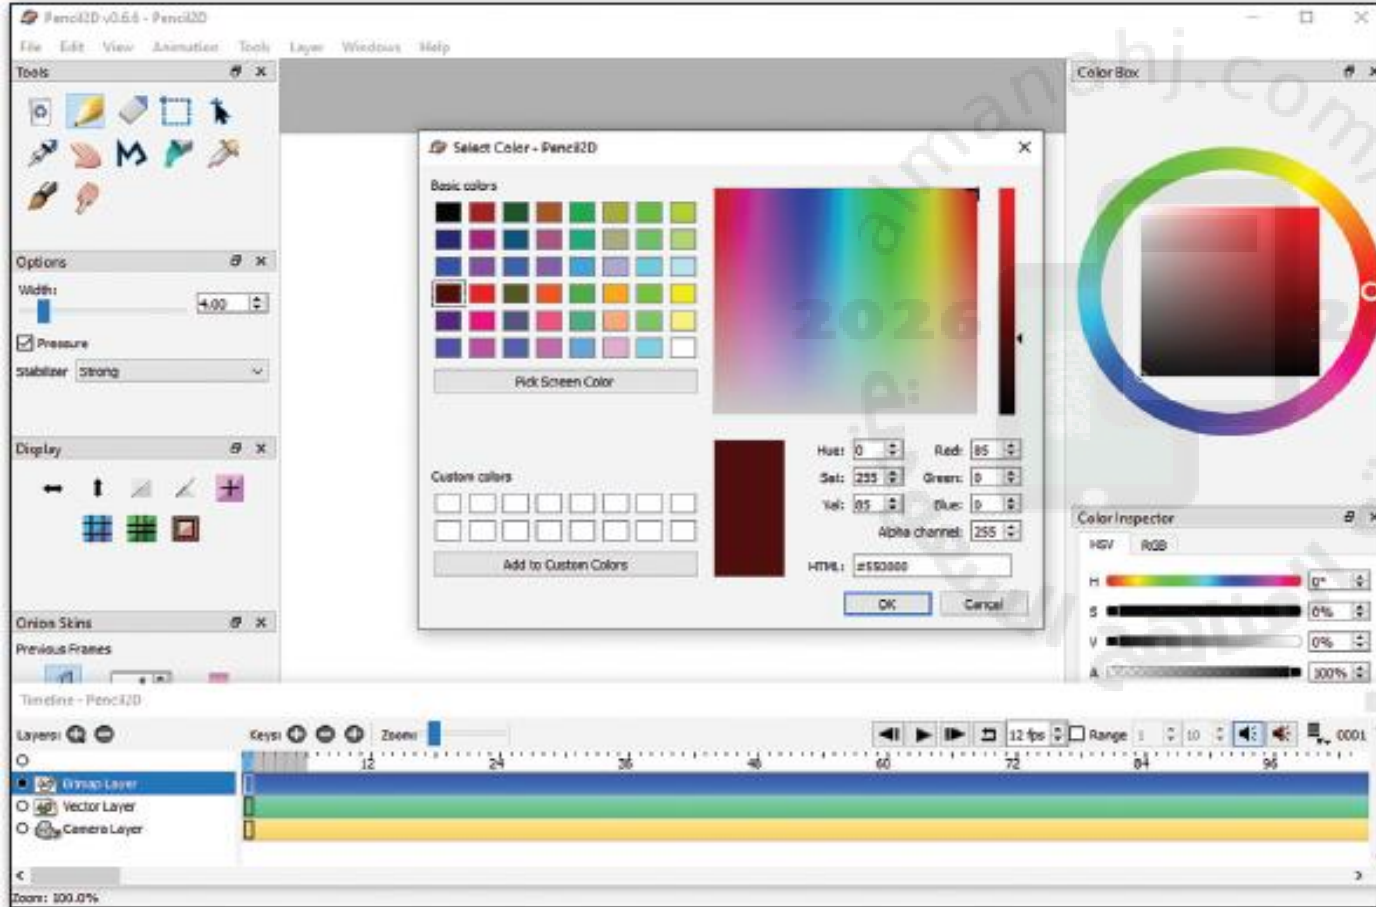 Pencil2D v0.6.6 - Pencil2D
File Edit View Animation Tools Layer Windows Help
Tools
Color Box
Select Color - Pencil2D
Basic colors
Options
Width:
4.00
Pressure
Stabilizer Strong
Pick Screen Color
Display
Custom colors
Hue: 0 Red: 85
Sat: 255 Green: 0
Val: 85 Blue: 0
Alpha channel: 255
Add to Custom Colors
HTML: #550000
OK Cancel
Color Inspector
HSV RGB
H 0°
S 0%
V 0%
A 100%
Onion Skins
Previous Frames
Timeline - Pencil2D
Layers: Keys: Zoom: 12 fps Range 1 10 0001
12 24 36 48 60 72 84 96
Bitmap Layer
Vector Layer
Camera Layer
Zoom: 100.0%
almanahj.com
2026